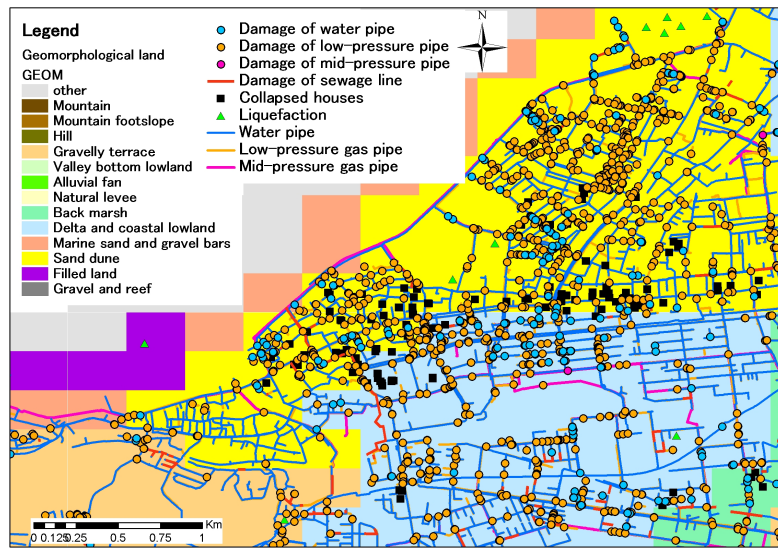 Legend
Geomorphological land
GEOM
other
Mountain
Mountain footslope
Hill
Gravelly terrace
Valley bottom lowland
Alluvial fan
Natural levee
Back marsh
Delta and coastal lowland
Marine sand and gravel bars
Sand dune
Filled land
Gravel and reef
Damage of water pipe
Damage of low-pressure pipe
Damage of mid-pressure pipe
Damage of sewage line
Collapsed houses
Liquefaction
Water pipe
Low-pressure gas pipe
Mid-pressure gas pipe
N
Km
0 0.125 0.25 0.5 0.75 1